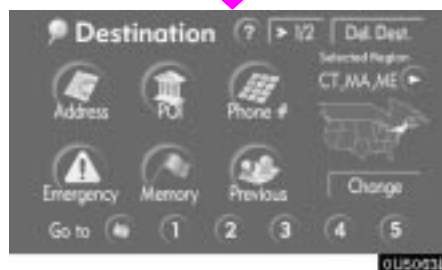 Destination ? 1/2 Del. Dest.
Selected Region
CT,MA,ME
Address POI Phone #
Emergency Memory Previous
Change
Go to 1 2 3 4 5